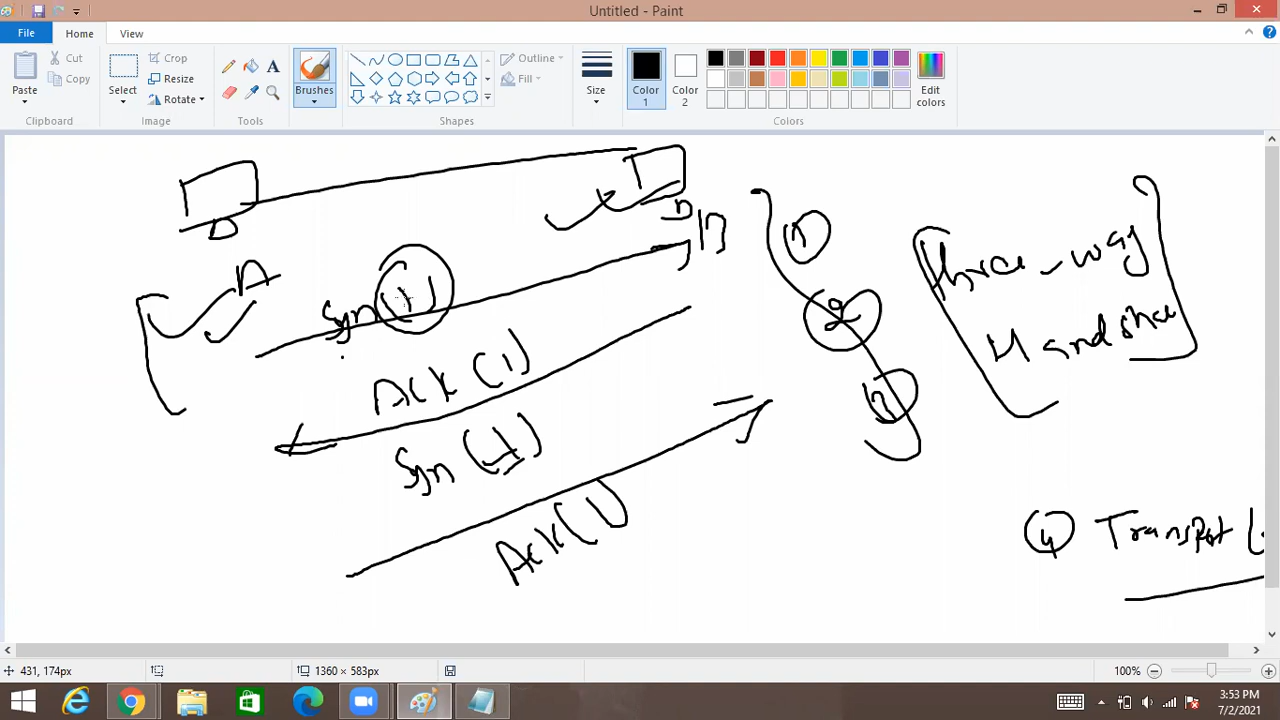 Untitled - Paint
File
Home
View
Paste
Cut
Copy
Clipboard
Select
Crop
Resize
Rotate
Image
Tools
Brushes
Shapes
Outline
Fill
Size
Color
1
Color
2
Edit
colors
Colors
A
Syn (1)
Ack (1)
Syn (1)
Ack (1)
1
2
3
three-way
Handshae
4 Transport
431, 174px
1360 × 583px
100%
3:53 PM
7/2/2021